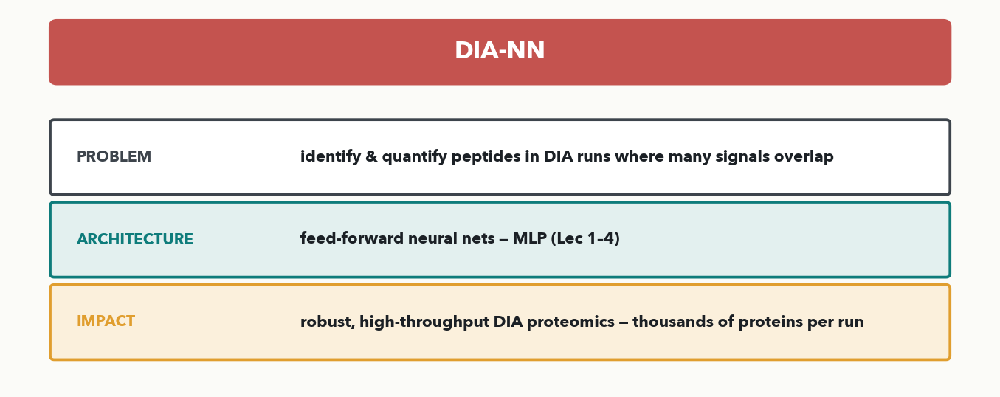 DIA-NN
PROBLEM identify & quantify peptides in DIA runs where many signals overlap
ARCHITECTURE feed-forward neural nets — MLP (Lec 1–4)
IMPACT robust, high-throughput DIA proteomics — thousands of proteins per run